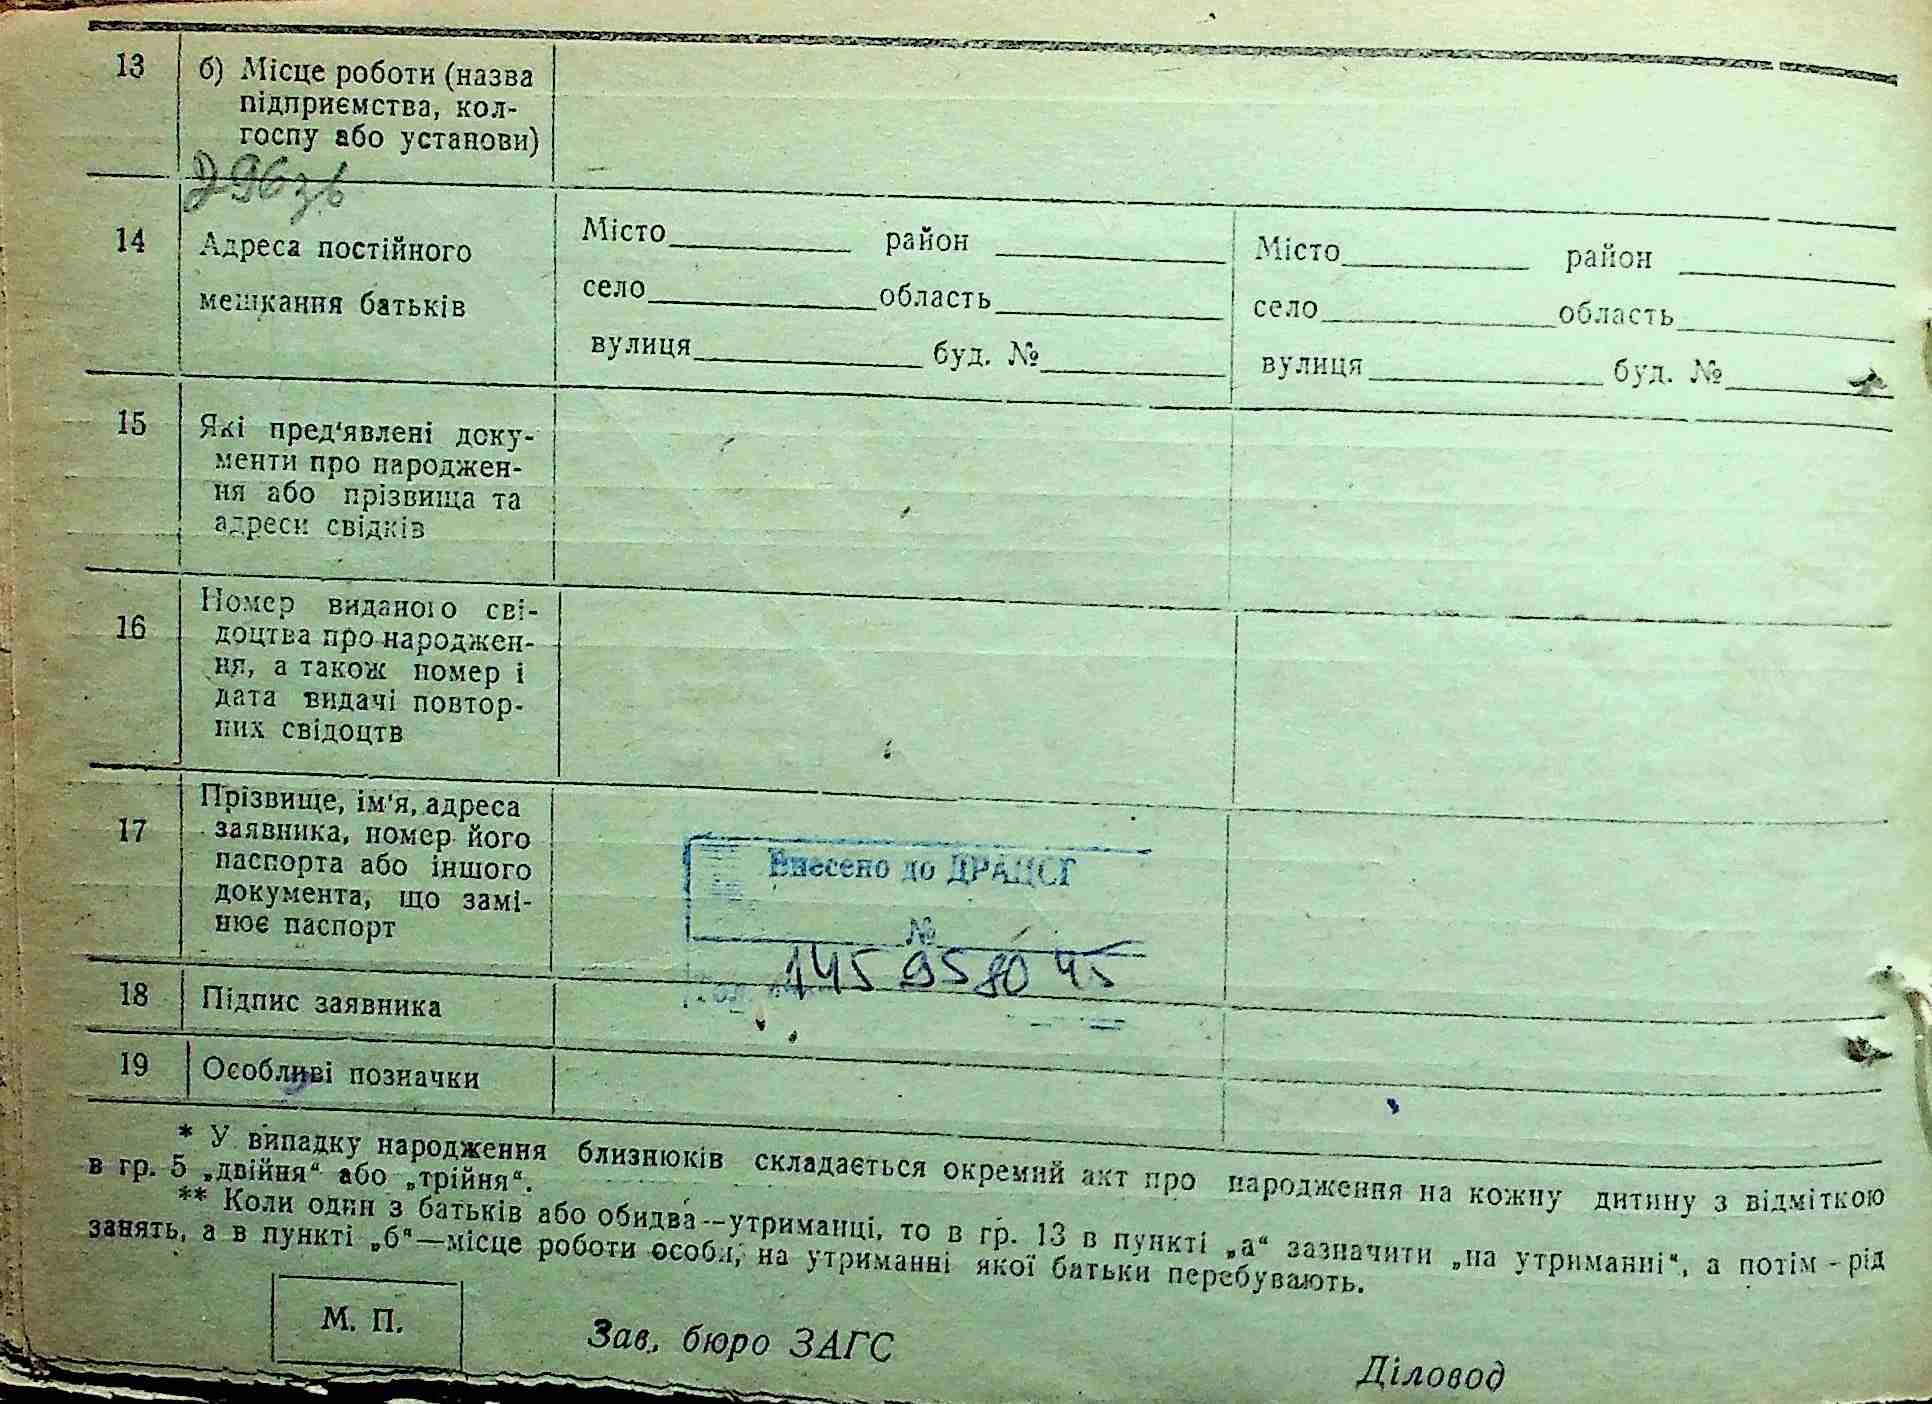 13 б) Місце роботи (назва
підприємства, кол-
госпу або установи)
14 Адреса постійного
мешкання батьків
Місто район
село область
вулиця буд. №
Місто район
село область
вулиця буд. №
15 Які пред'явлені доку-
менти про народжен-
ня або прізвища та
адреси свідків
16 Номер виданого сві-
доцтва про народжен-
ня, а також номер і
дата видачі повтор-
них свідоцтв
17 Прізвище, ім'я, адреса
заявника, номер його
паспорта або іншого
документа, що замі-
нює паспорт
Внесено до ДРАЦСГ
№
145 958045
18 Підпис заявника
19 Особливі позначки
* У випадку народження близнюків складається окремий акт про народження на кожну дитину з відміткою
в гр. 5 „двійня“ або „трійня“.
** Коли один з батьків або обидва—утриманці, то в гр. 13 в пункті „а“ зазначити „на утриманні“, а потім - рід
занять, а в пункті „б“—місце роботи особи, на утриманні якої батьки перебувають.
М. П.
Зав. бюро ЗАГС
Діловод